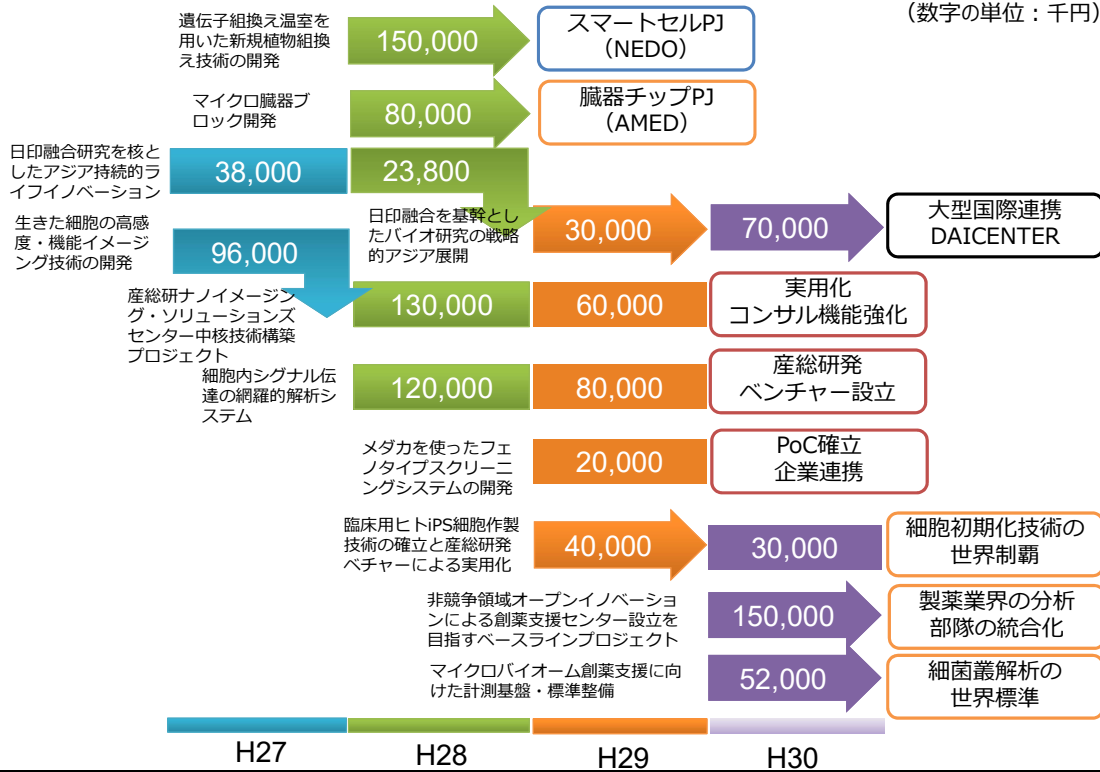 （数字の単位：千円）
遺伝子組換え温室を
用いた新規植物組換
え技術の開発
150,000
スマートセルPJ
（NEDO）
マイクロ臓器ブ
ロック開発
80,000
臓器チップPJ
（AMED）
日印融合研究を核と
したアジア持続的ラ
イフイノベーション
38,000
23,800
日印融合を基幹とし
たバイオ研究の戦略
的アジア展開
30,000
70,000
大型国際連携
DAICENTER
生きた細胞の高感
度・機能イメージ
ング技術の開発
96,000
産総研ナノイメージン
グ・ソリューションズ
センター中核技術構築
プロジェクト
130,000
60,000
実用化
コンサル機能強化
細胞内シグナル伝
達の網羅的解析シ
ステム
120,000
80,000
産総研発
ベンチャー設立
メダカを使ったフェ
ノタイプスクリーニ
ングシステムの開発
20,000
PoC確立
企業連携
臨床用ヒトiPS細胞作製
技術の確立と産総研発
ベチャーによる実用化
40,000
30,000
細胞初期化技術の
世界制覇
非競争領域オープンイノベーショ
ンによる創薬支援センター設立を
目指すベースラインプロジェクト
150,000
製薬業界の分析
部隊の統合化
マイクロバイオーム創薬支援に向
けた計測基盤・標準整備
52,000
細菌叢解析の
世界標準
H27
H28
H29
H30